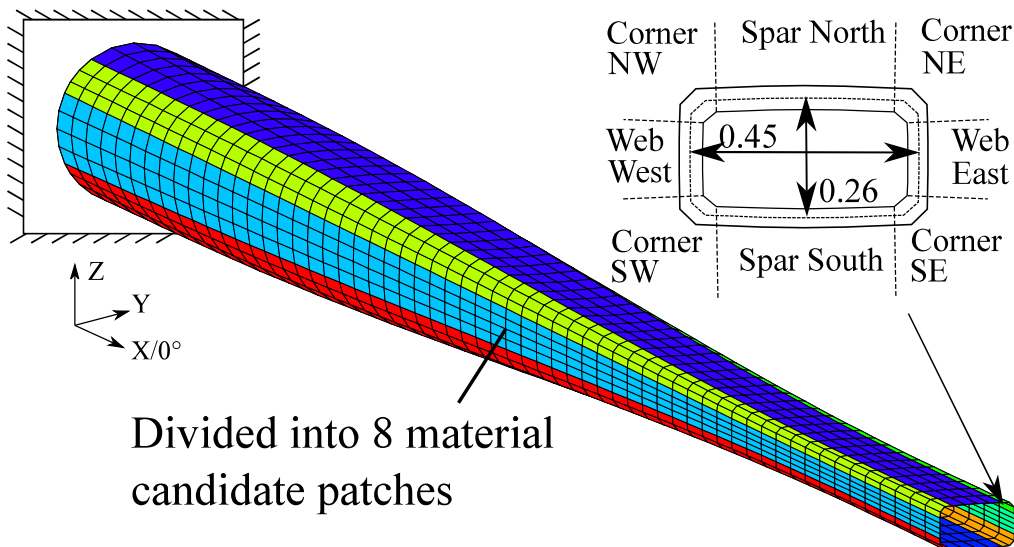 Corner
NW
Spar North
Corner
NE
Web
West
0.45
0.26
Web
East
Corner
SW
Spar South
Corner
SE
Z
Y
X/0°
Divided into 8 material
candidate patches